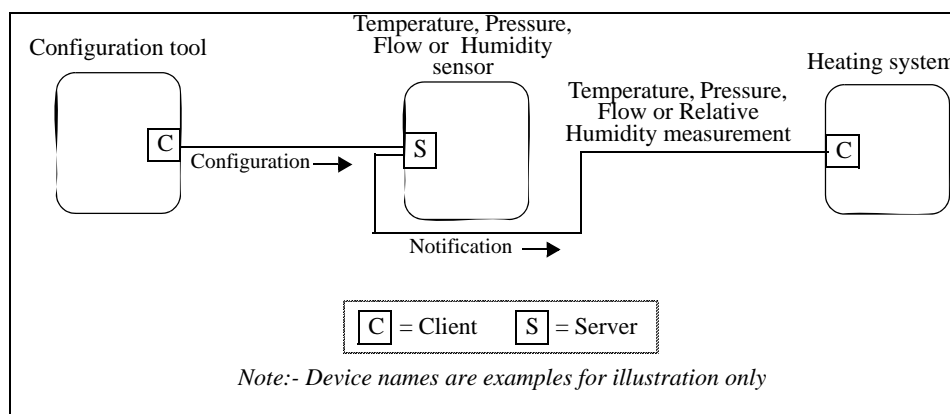 Configuration tool
Temperature, Pressure,
Flow or Humidity
sensor
Heating system
Temperature, Pressure,
Flow or Relative
Humidity measurement
C
S
C
Configuration
Notification
C = Client S = Server
Note:- Device names are examples for illustration only